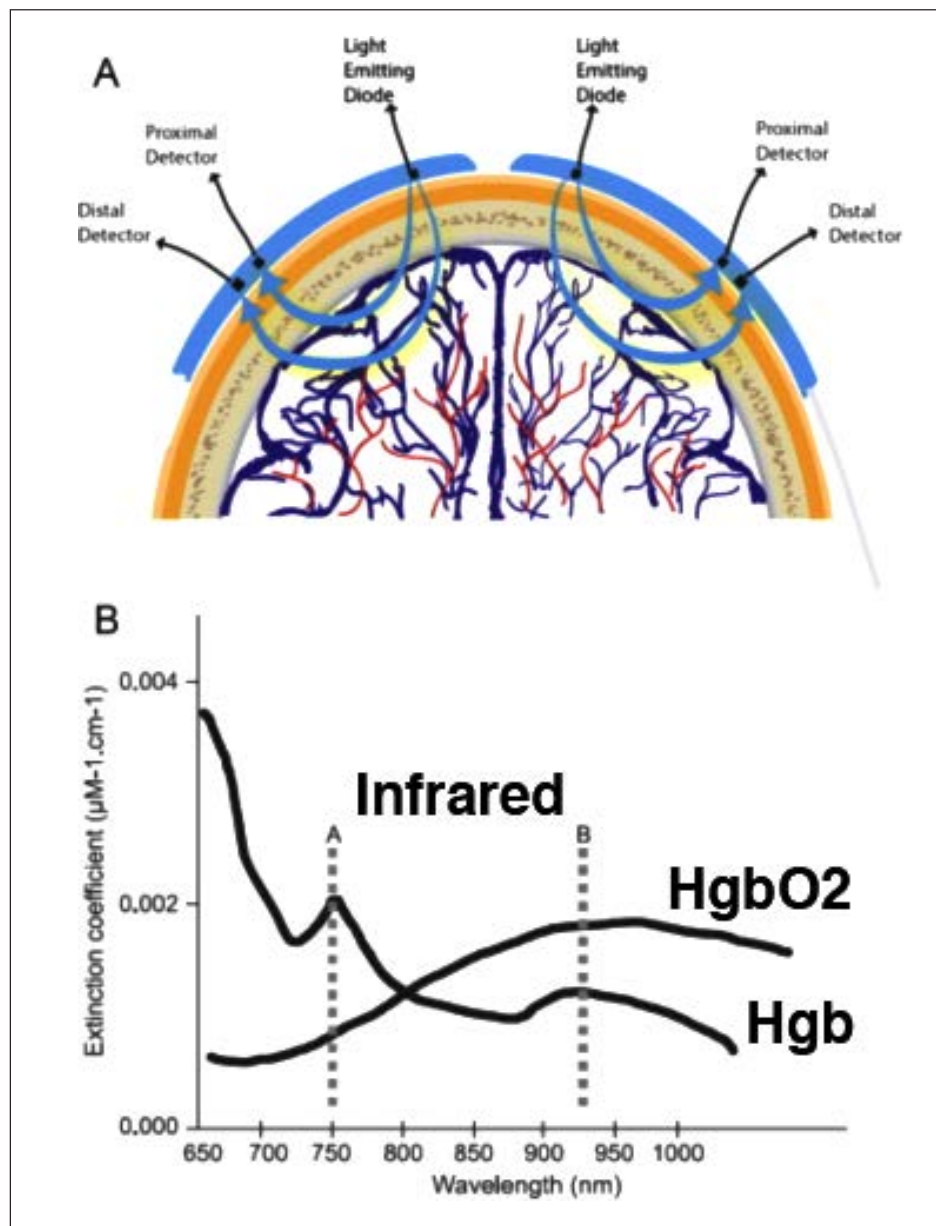 A
Light
Emitting
Diode
Light
Emitting
Diode
Proximal
Detector
Distal
Detector
Proximal
Detector
Distal
Detector
B
Extinction coefficient (µM-1.cm-1)
0.004
0.002
0.000
Infrared
A
B
HgbO2
Hgb
650 700 750 800 850 900 950 1000
Wavelength (nm)